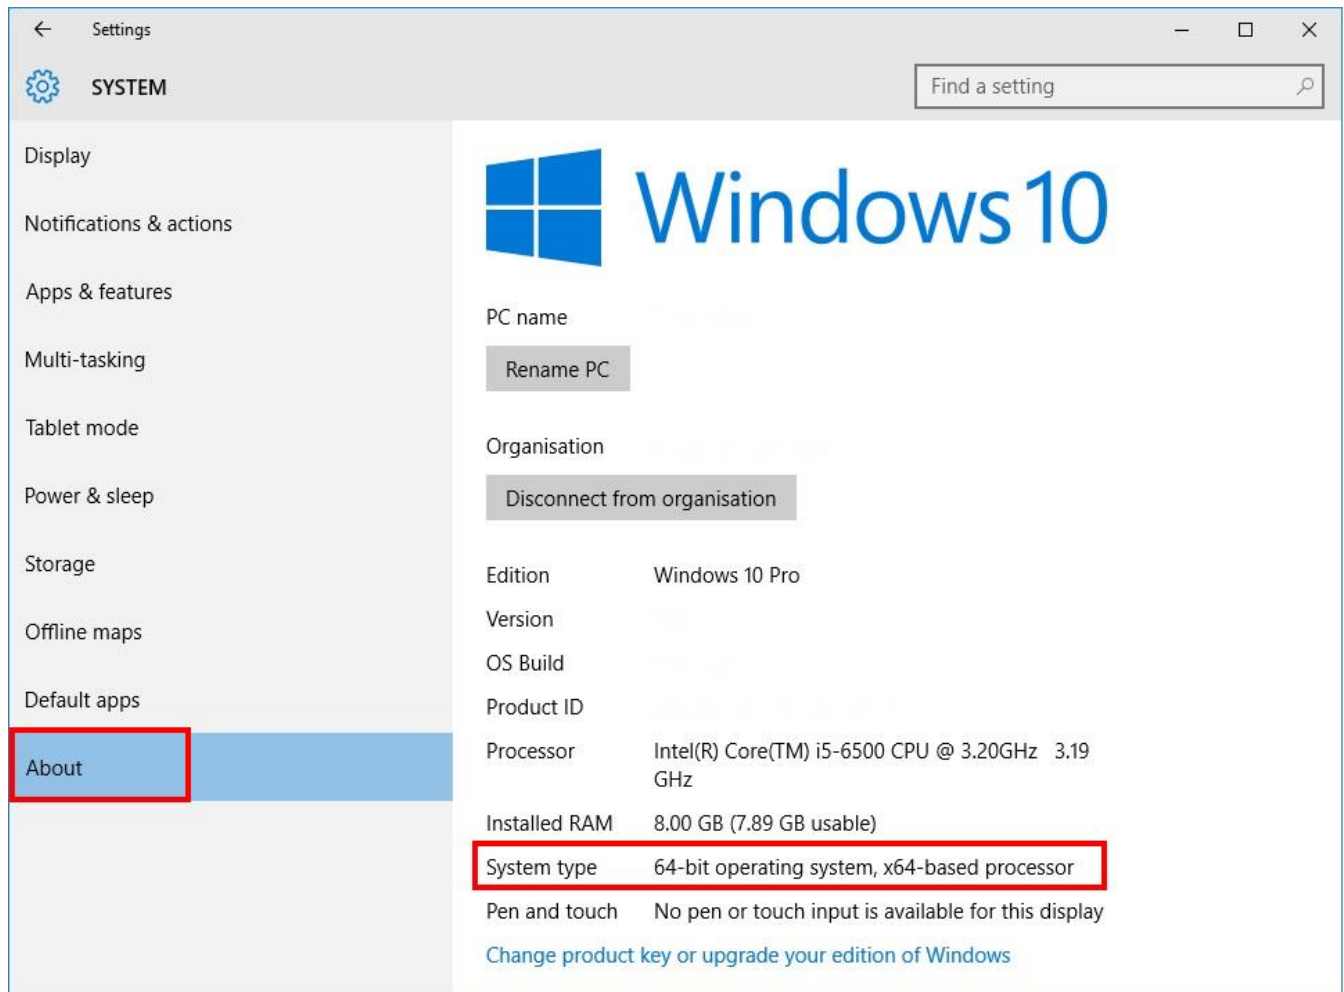 Settings
SYSTEM
Find a setting
Display
Notifications & actions
Apps & features
Multi-tasking
Tablet mode
Power & sleep
Storage
Offline maps
Default apps
About
Windows 10
PC name
Rename PC
Organisation
Disconnect from organisation
Edition Windows 10 Pro
Version
OS Build
Product ID
Processor Intel(R) Core(TM) i5-6500 CPU @ 3.20GHz 3.19
GHz
Installed RAM 8.00 GB (7.89 GB usable)
System type 64-bit operating system, x64-based processor
Pen and touch No pen or touch input is available for this display
Change product key or upgrade your edition of Windows